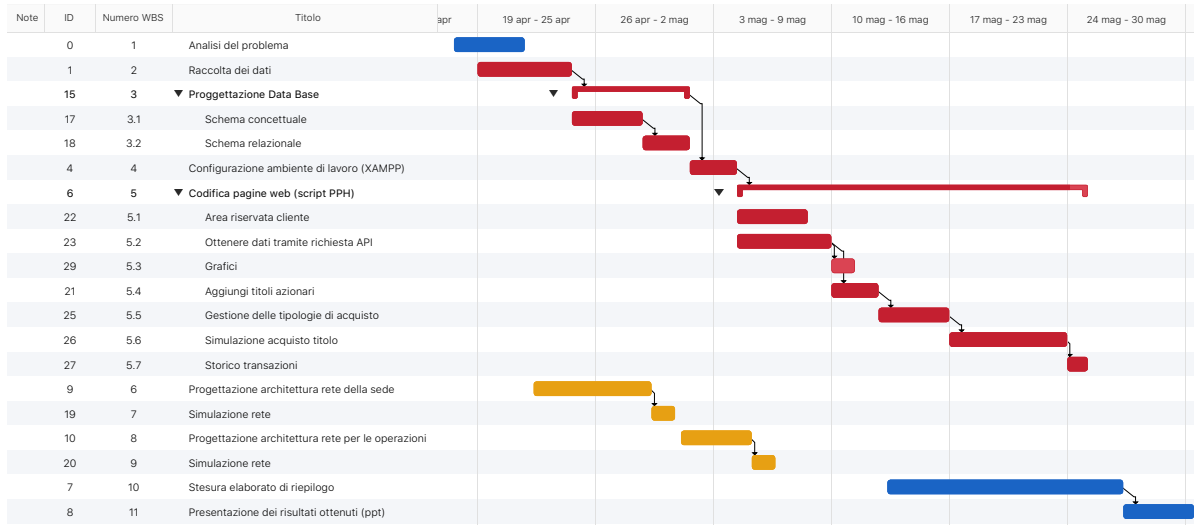 Note ID Numero WBS Titolo apr 19 apr - 25 apr 26 apr - 2 mag 3 mag - 9 mag 10 mag - 16 mag 17 mag - 23 mag 24 mag - 30 mag
0 1 Analisi del problema
1 2 Raccolta dei dati
15 3 Proggettazione Data Base
17 3.1 Schema concettuale
18 3.2 Schema relazionale
4 4 Configurazione ambiente di lavoro (XAMPP)
6 5 Codifica pagine web (script PPH)
22 5.1 Area riservata cliente
23 5.2 Ottenere dati tramite richiesta API
29 5.3 Grafici
21 5.4 Aggiungi titoli azionari
25 5.5 Gestione delle tipologie di acquisto
26 5.6 Simulazione acquisto titolo
27 5.7 Storico transazioni
9 6 Progettazione architettura rete della sede
19 7 Simulazione rete
10 8 Progettazione architettura rete per le operazioni
20 9 Simulazione rete
7 10 Stesura elaborato di riepilogo
8 11 Presentazione dei risultati ottenuti (ppt)